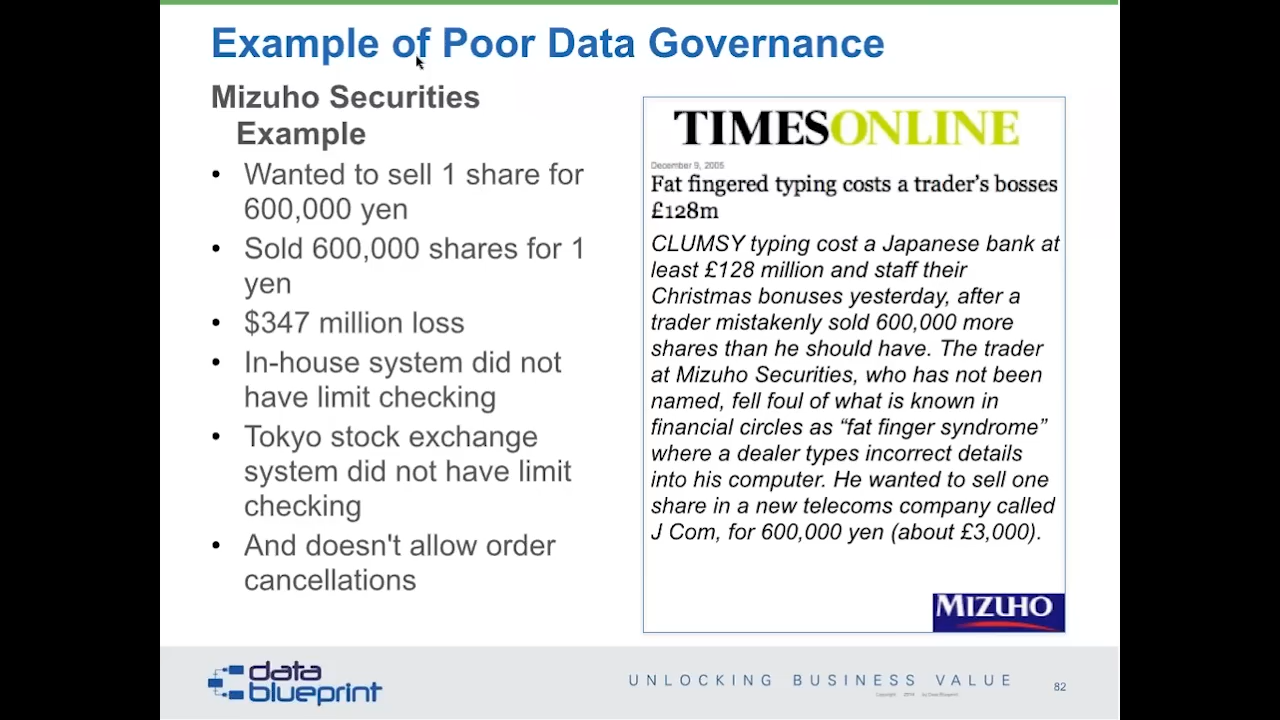 Example of Poor Data Governance
Mizuho Securities
Example
• Wanted to sell 1 share for
600,000 yen
• Sold 600,000 shares for 1
yen
• $347 million loss
• In-house system did not
have limit checking
• Tokyo stock exchange
system did not have limit
checking
• And doesn't allow order
cancellations
TIMESONLINE
December 9, 2005
Fat fingered typing costs a trader's bosses
£128m
CLUMSY typing cost a Japanese bank at
least £128 million and staff their
Christmas bonuses yesterday, after a
trader mistakenly sold 600,000 more
shares than he should have. The trader
at Mizuho Securities, who has not been
named, fell foul of what is known in
financial circles as “fat finger syndrome”
where a dealer types incorrect details
into his computer. He wanted to sell one
share in a new telecoms company called
J Com, for 600,000 yen (about £3,000).
MIZUHO
data
blueprint
UNLOCKING BUSINESS VALUE
82